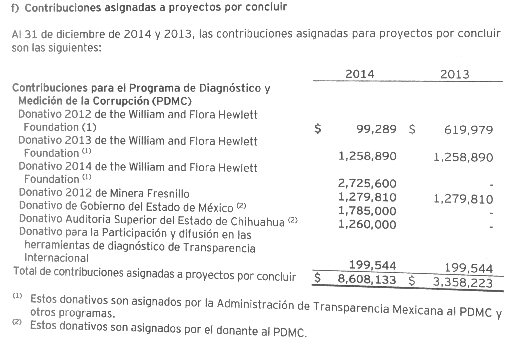 f) Contribuciones asignadas a proyectos por concluir
Al 31 de diciembre de 2014 y 2013, las contribuciones asignadas para proyectos por concluir
son las siguientes:
2014 2013
Contribuciones para el Programa de Diagnóstico y
Medición de la Corrupción (PDMC)
Donativo 2012 de the William and Flora Hewlett
Foundation (1) $ 99,289 $ 619,979
Donativo 2013 de the William and Flora Hewlett
Foundation (1) 1,258,890 1,258,890
Donativo 2014 de the William and Flora Hewlett
Foundation (1) 2,725,600 -
Donativo 2012 de Minera Fresnillo 1,279,810 1,279,810
Donativo de Gobierno del Estado de México (2) 1,785,000 -
Donativo Auditoria Superior del Estado de Chihuahua (2) 1,260,000 -
Donativo para la Participación y difusión en las
herramientas de diagnóstico de Transparencia
Internacional 199,544 199,544
Total de contribuciones asignadas a proyectos por concluir $ 8,608,133 $ 3,358,223
(1) Estos donativos son asignados por la Administración de Transparencia Mexicana al PDMC y
otros programas.
(2) Estos donativos son asignados por el donante al PDMC.